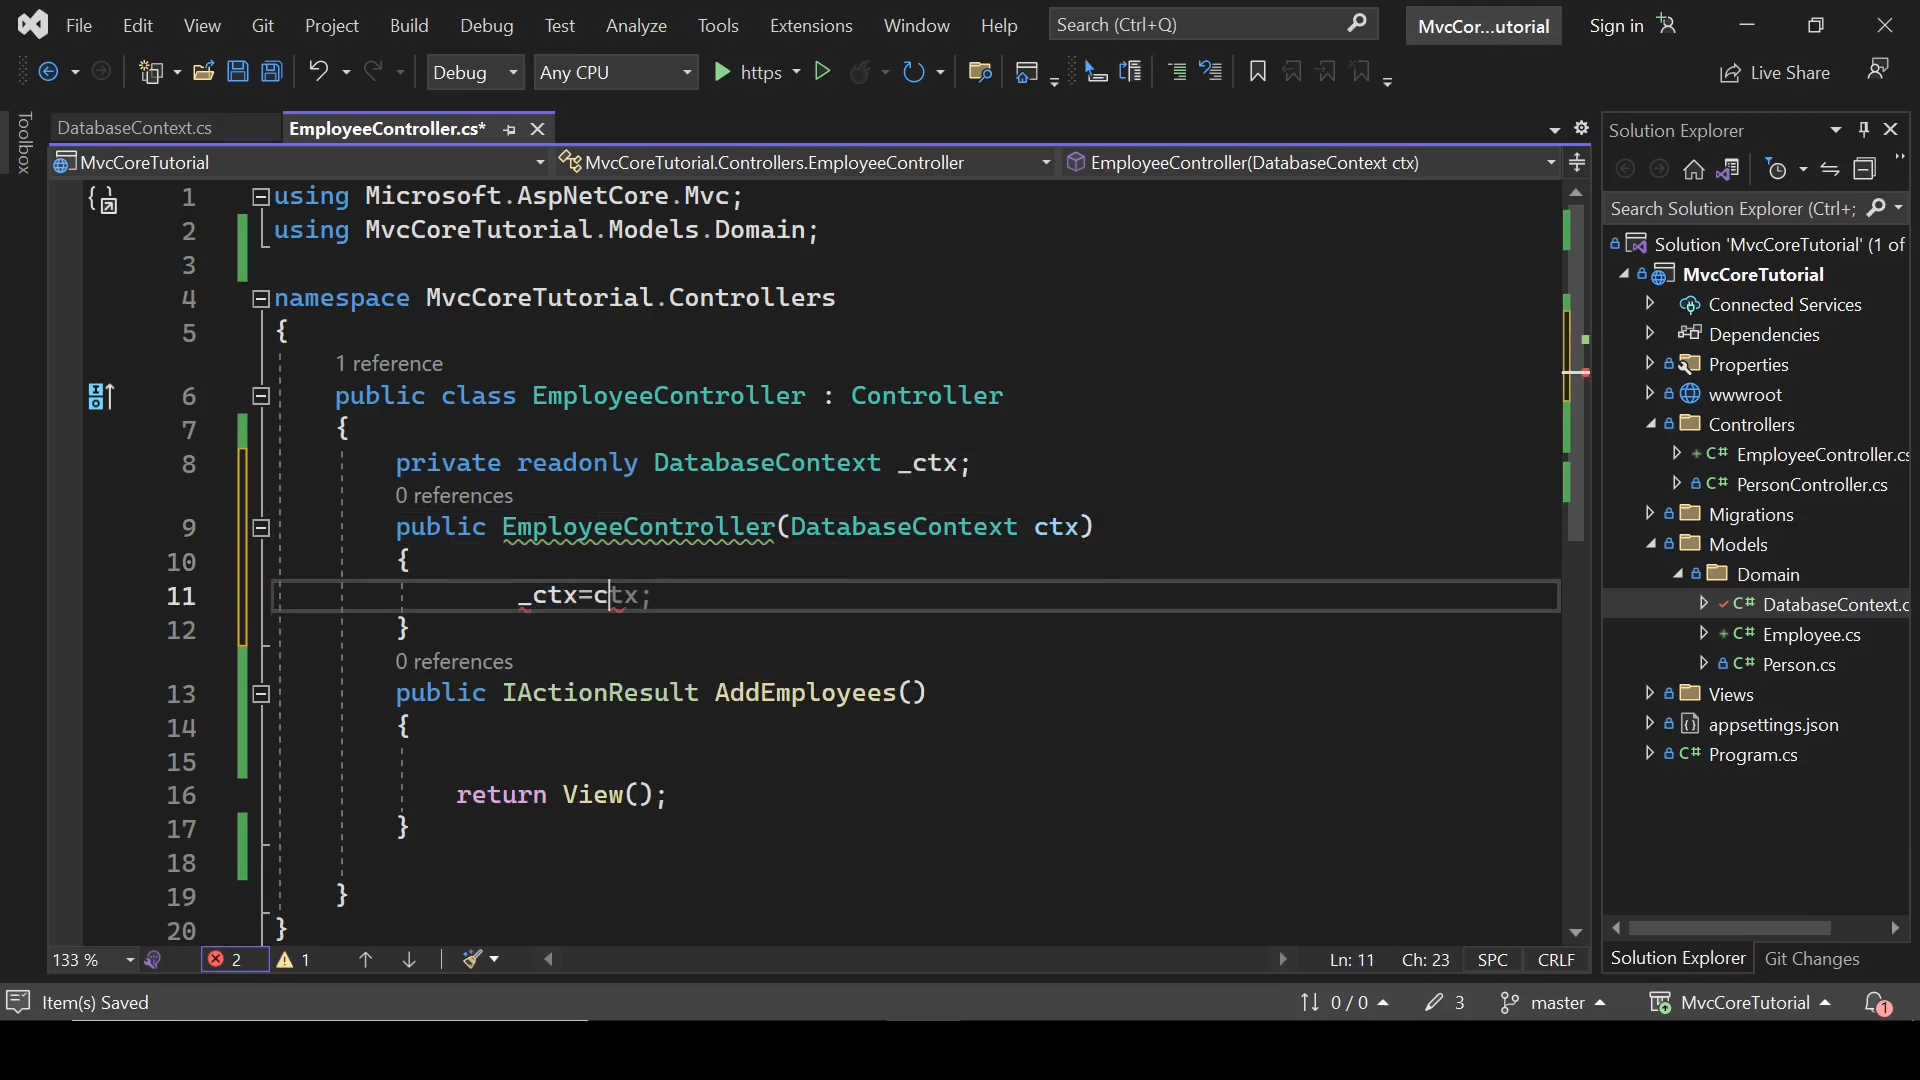 File Edit View Git Project Build Debug Test Analyze Tools Extensions Window Help Search (Ctrl+Q) MvcCor...utorial Sign in
Debug Any CPU https Live Share
Toolbox
DatabaseContext.cs EmployeeController.cs*
MvcCoreTutorial MvcCoreTutorial.Controllers.EmployeeController EmployeeController(DatabaseContext ctx)
1 using Microsoft.AspNetCore.Mvc;
2 using MvcCoreTutorial.Models.Domain;
3
4 namespace MvcCoreTutorial.Controllers
5 {
1 reference
6 public class EmployeeController : Controller
7 {
8 private readonly DatabaseContext _ctx;
0 references
9 public EmployeeController(DatabaseContext ctx)
10 {
11 _ctx=ctx;
12 }
0 references
13 public IActionResult AddEmployees()
14 {
15
16 return View();
17 }
18
19 }
20 }
133 % 2 1 Ln: 11 Ch: 23 SPC CRLF
Solution Explorer
Search Solution Explorer (Ctrl+;
Solution 'MvcCoreTutorial' (1 of
MvcCoreTutorial
Connected Services
Dependencies
Properties
wwwroot
Controllers
C# EmployeeController.cs
C# PersonController.cs
Migrations
Models
Domain
C# DatabaseContext.c
C# Employee.cs
C# Person.cs
Views
appsettings.json
C# Program.cs
Solution Explorer Git Changes
Item(s) Saved 0 / 0 3 master MvcCoreTutorial 1